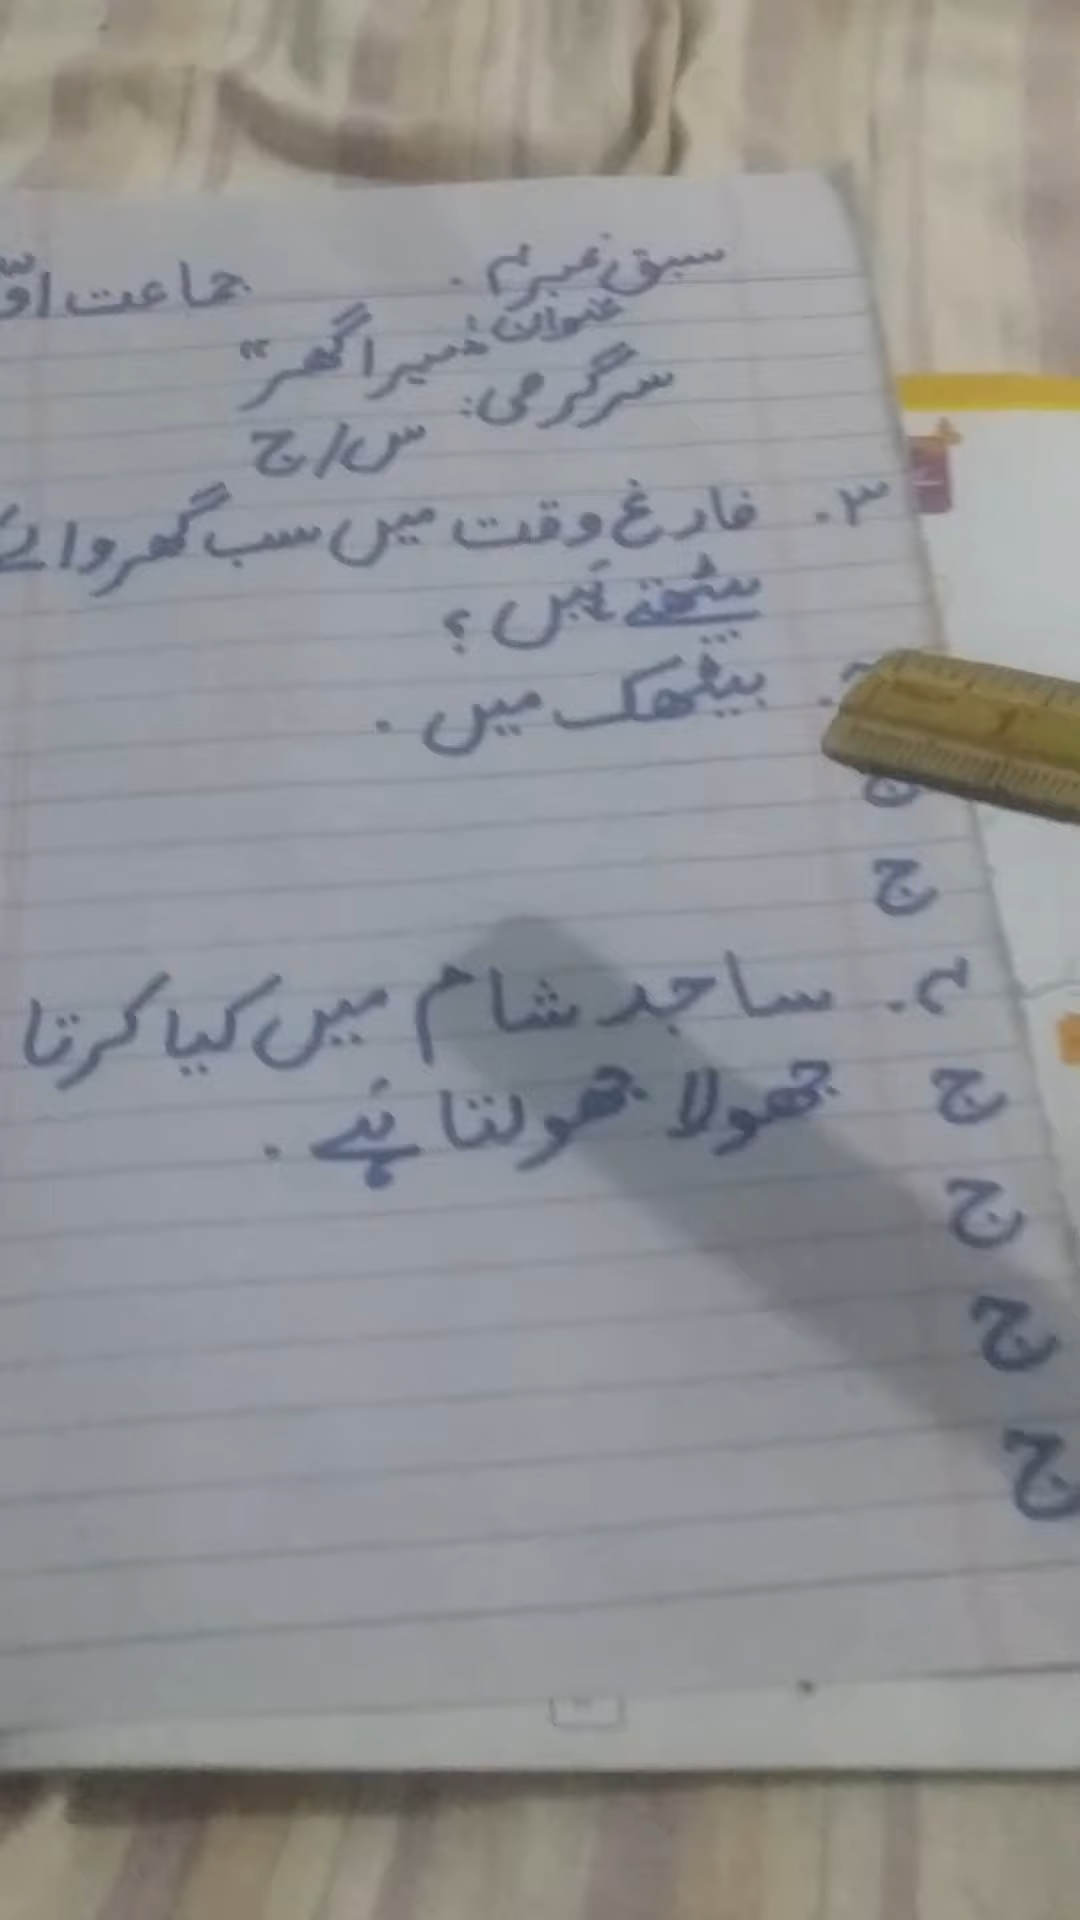 سبق نمبر ۴. جماعت اوّ
عنوان: "میرا گھر"
سرگرمی:
س/ج
۳. فارغ وقت میں سب گھر والے
بیٹھتے ہیں ؟
بیٹھک میں .
ج
ج
۴. ساجد شام میں کیا کرتا
ج جھولا جھولتا ہے .
ج
ج
ج